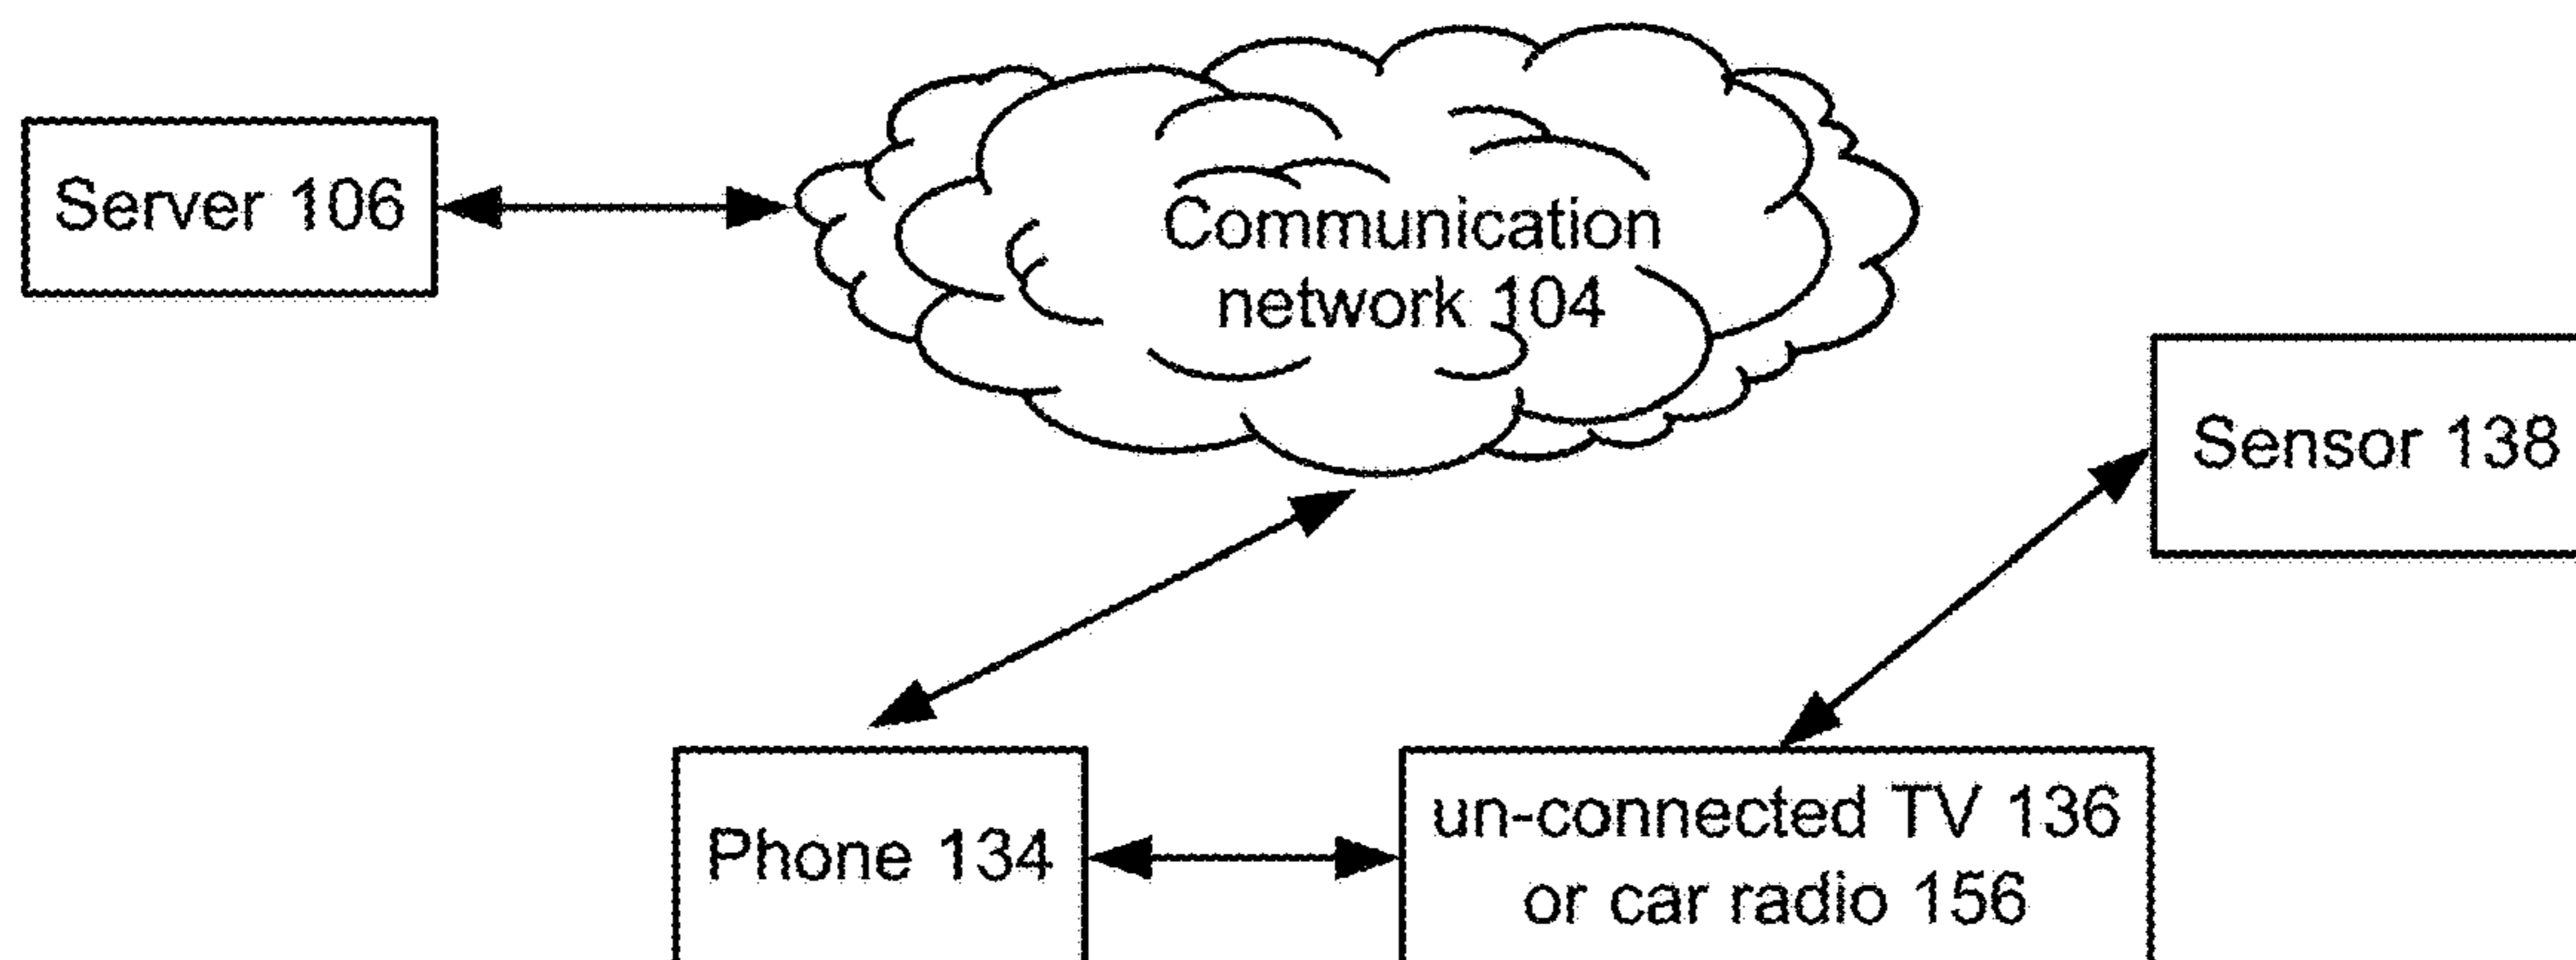 Server 106
Communication
network 104
Sensor 138
Phone 134
un-connected TV 136
or car radio 156